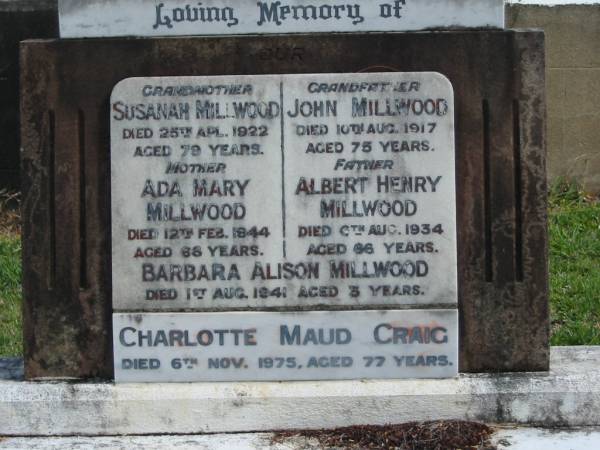 Loving Memory of
OUR
GRANDMOTHER
SUSANAH MILLWOOD
DIED 25TH APL. 1922
AGED 79 YEARS.
GRANDFATHER
JOHN MILLWOOD
DIED 10TH AUG. 1917
AGED 75 YEARS.
MOTHER
ADA MARY
MILLWOOD
DIED 12TH FEB. 1944
AGED 68 YEARS.
FATHER
ALBERT HENRY
MILLWOOD
DIED AUG. 1934
AGED 66 YEARS.
BARBARA ALISON MILLWOOD
DIED 1ST AUG. 1941 AGED 3 YEARS.
CHARLOTTE MAUD CRAIG
DIED 6TH NOV. 1975, AGED 77 YEARS.